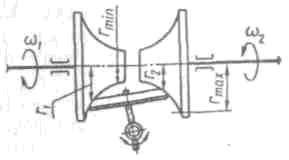 ω₁
r_min
ω₂
r₁
r₂
r_max